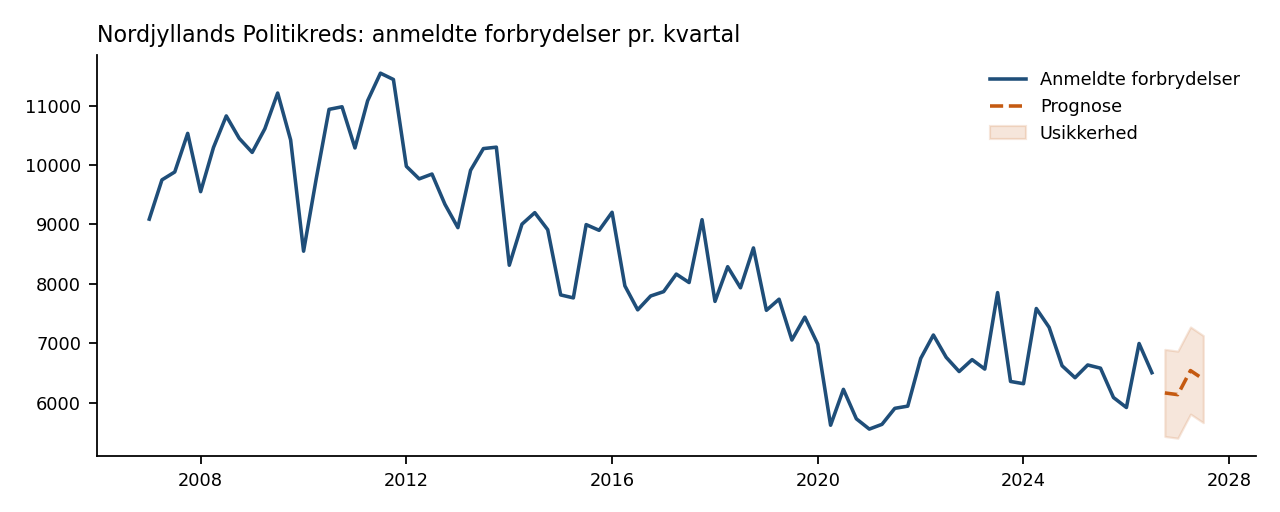 Nordjyllands Politikreds: anmeldte forbrydelser pr. kvartal
Anmeldte forbrydelser
Prognose
Usikkerhed
11000
10000
9000
8000
7000
6000
2008 2012 2016 2020 2024 2028